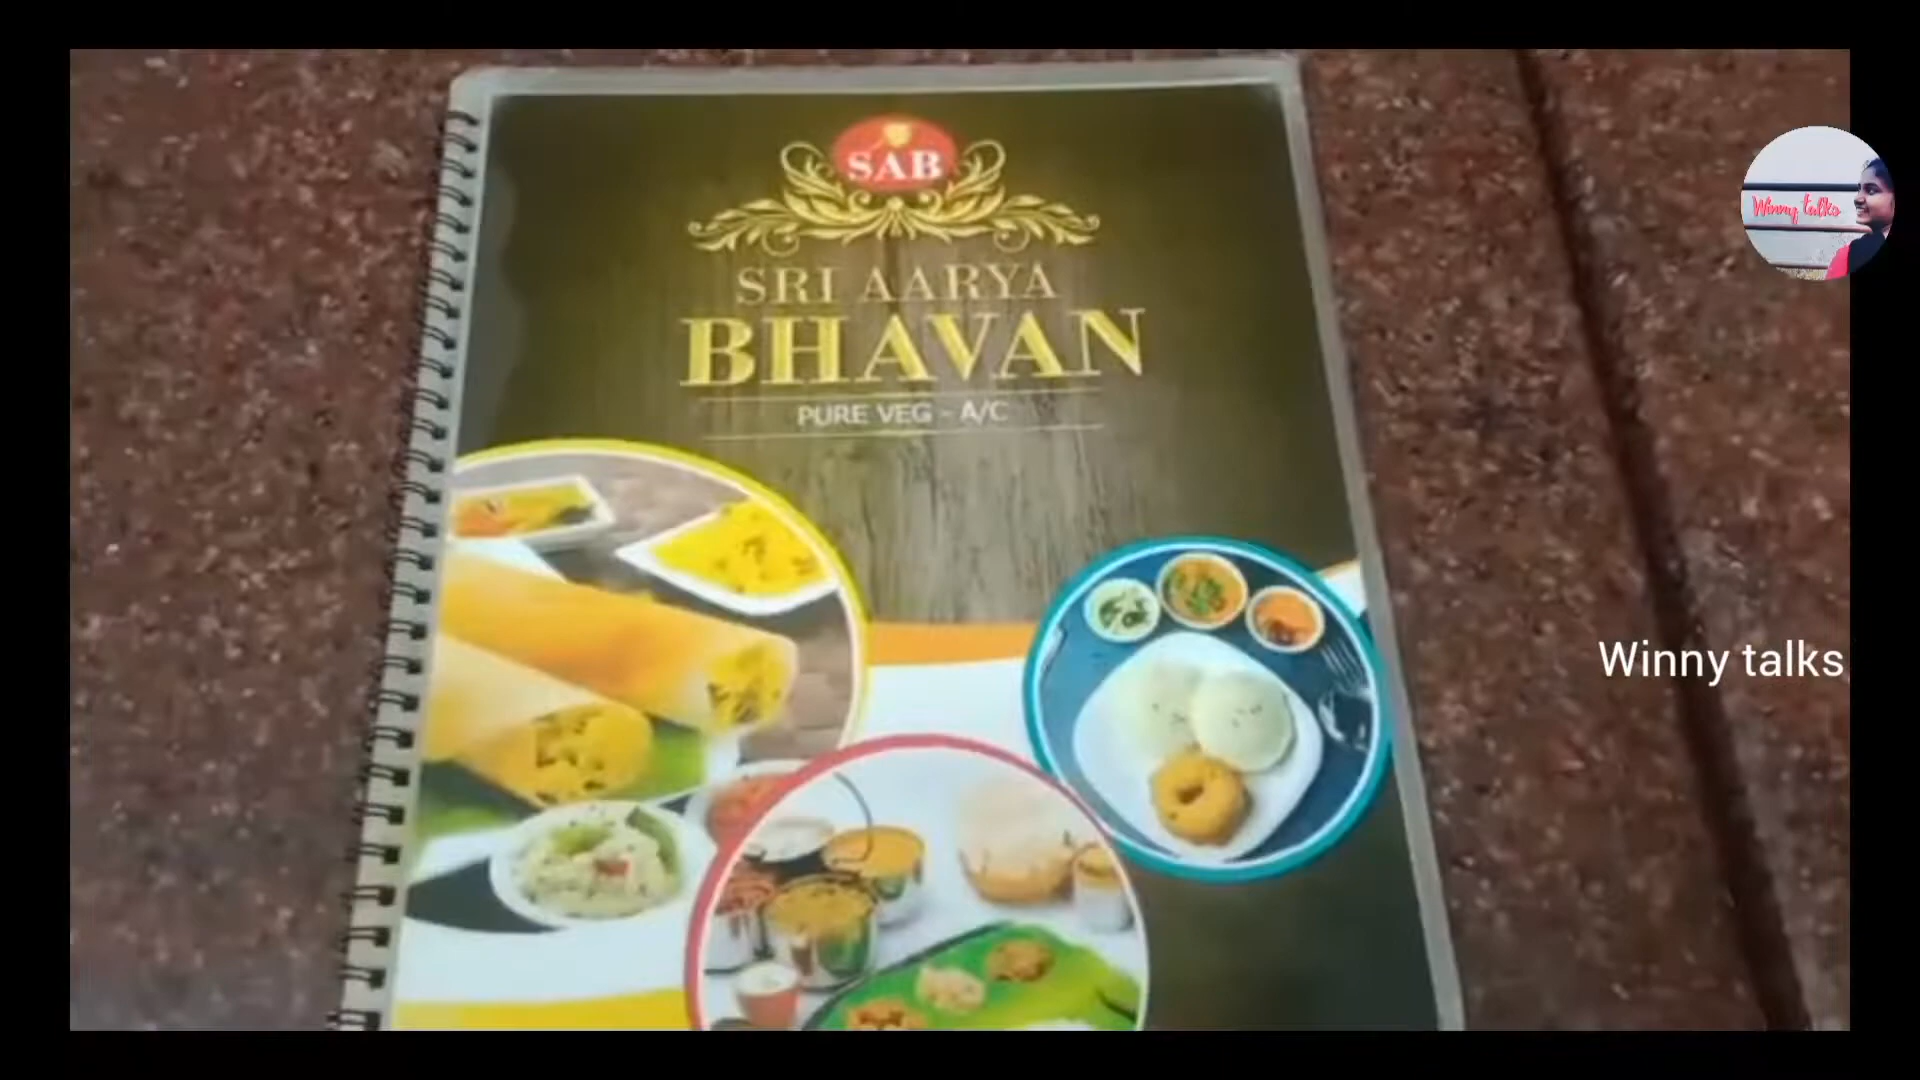 SAB
SRI AARYA
BHAVAN
PURE VEG - A/C
Winny talks
Winny talks